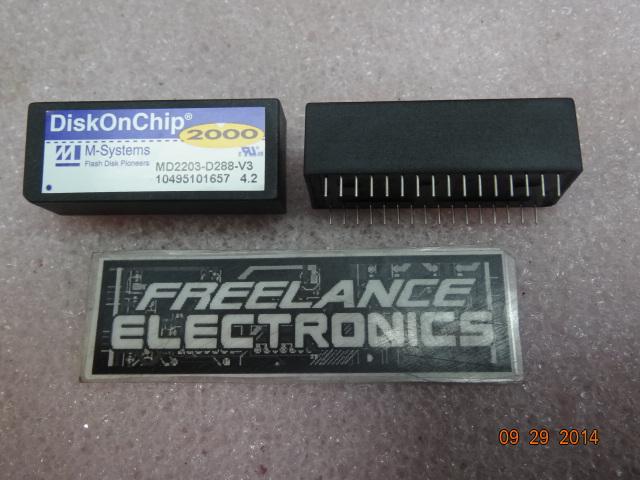 DiskOnChip®
2000
M-Systems
Flash Disk Pioneers
MD2203-D288-V3
10495101657 4.2
FREELANCE
ELECTRONICS
09 29 2014